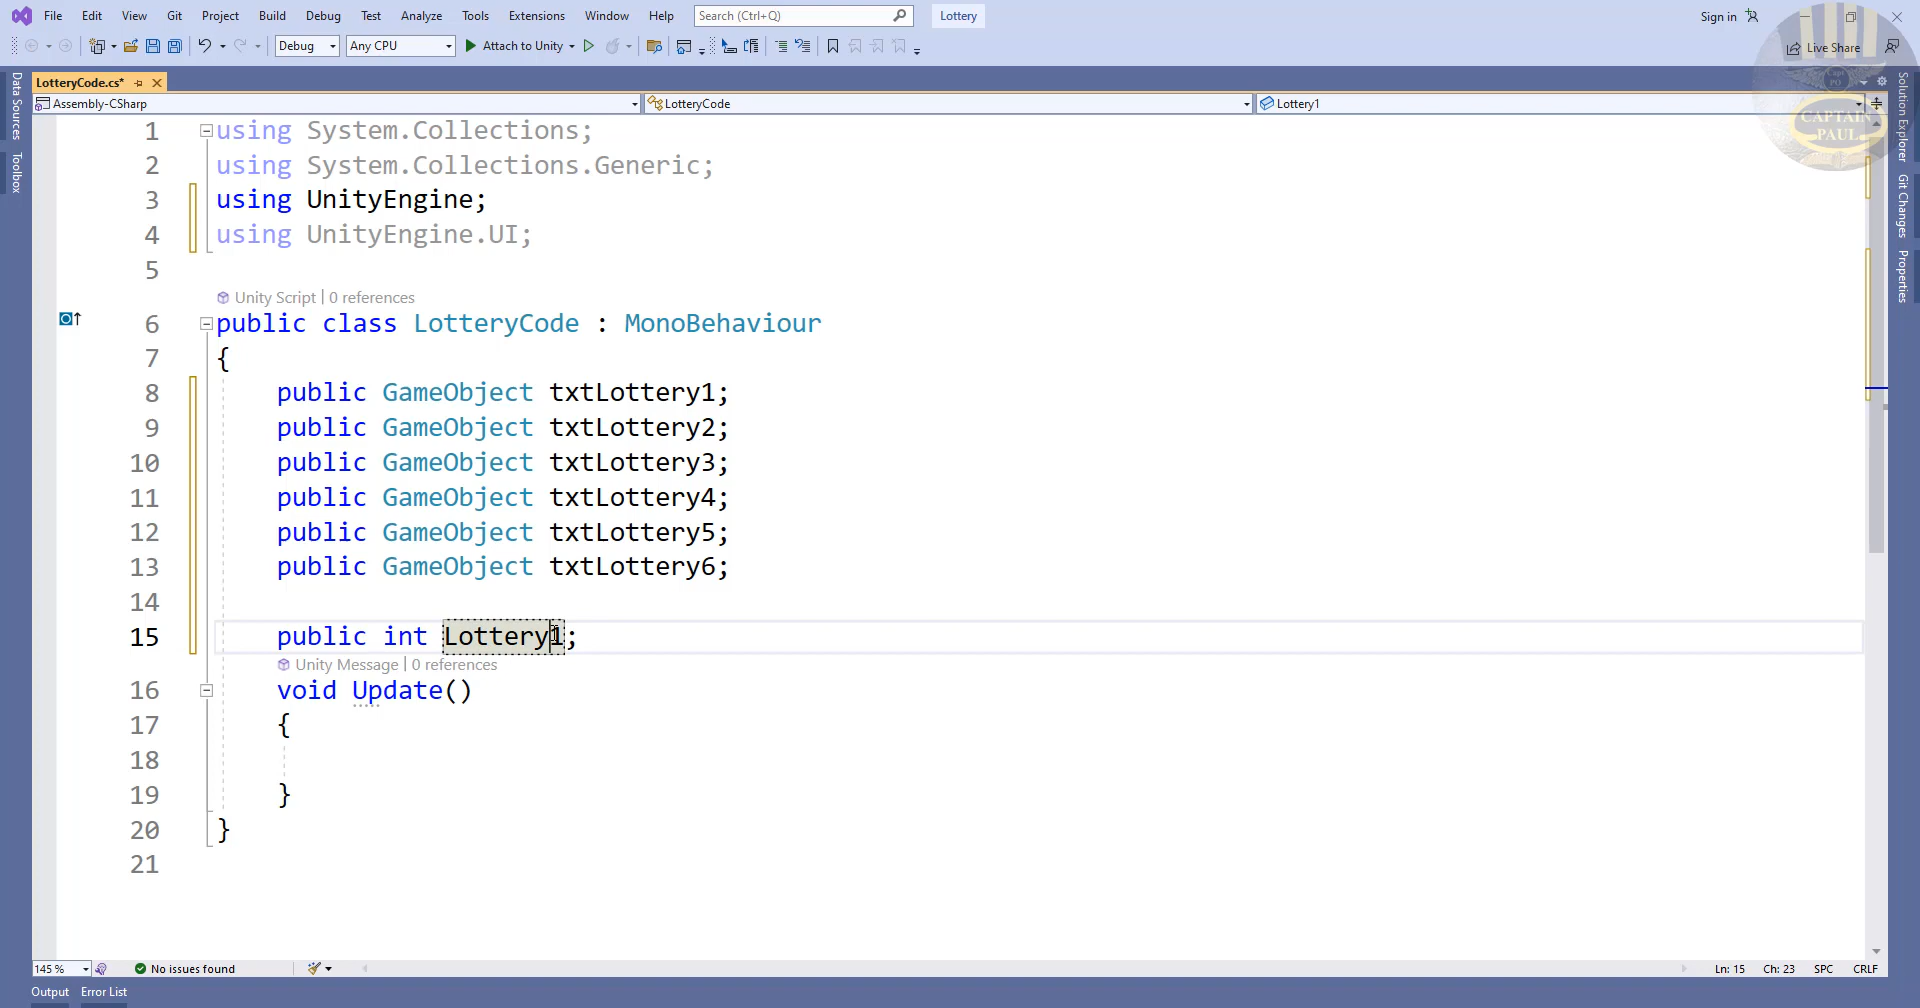 File Edit View Git Project Build Debug Test Analyze Tools Extensions Window Help Search (Ctrl+Q) Lottery Sign in
Debug Any CPU Attach to Unity Live Share
LotteryCode.cs*
Assembly-CSharp LotteryCode Lottery1
Data Sources
Toolbox
Solution Explorer
Git Changes
Properties
CAPTAIN
PAUL
1 using System.Collections;
2 using System.Collections.Generic;
3 using UnityEngine;
4 using UnityEngine.UI;
5
Unity Script | 0 references
6 public class LotteryCode : MonoBehaviour
7 {
8 public GameObject txtLottery1;
9 public GameObject txtLottery2;
10 public GameObject txtLottery3;
11 public GameObject txtLottery4;
12 public GameObject txtLottery5;
13 public GameObject txtLottery6;
14
15 public int Lottery1;
Unity Message | 0 references
16 void Update()
17 {
18
19 }
20 }
21
145 % No issues found Ln: 15 Ch: 23 SPC CRLF
Output Error List